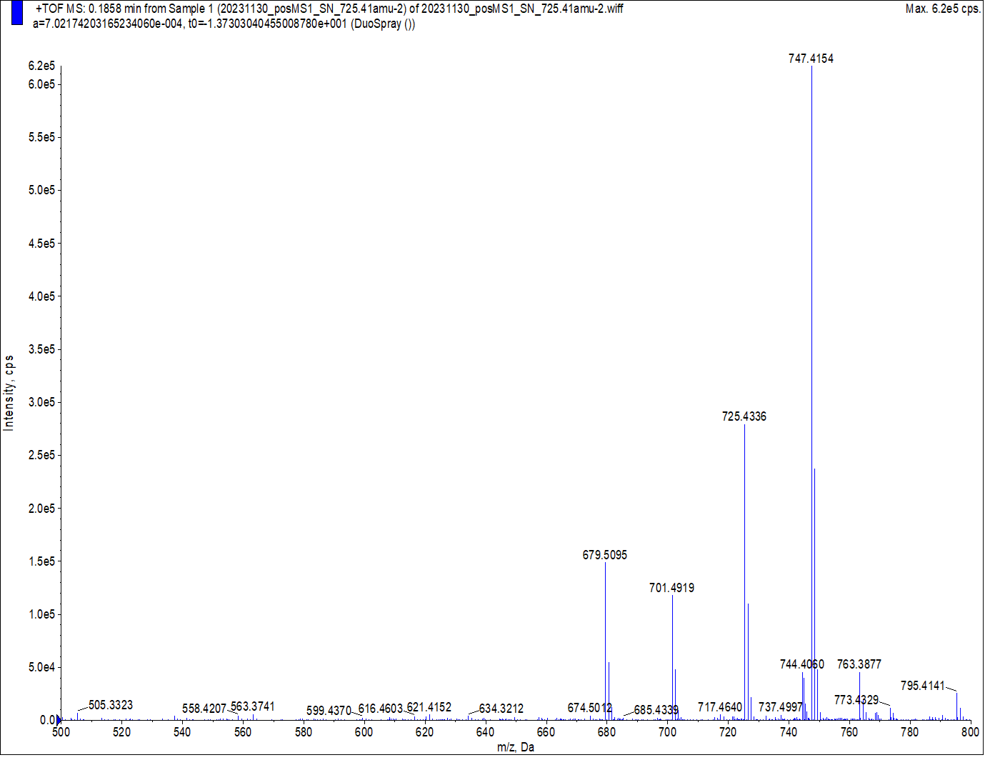 +TOF MS: 0.1858 min from Sample 1 (20231130_posMS1_SN_725.41amu-2) of 20231130_posMS1_SN_725.41amu-2.wiff
Max. 6.2e5 cps.
a=7.02174203165234060e-004, t0=-1.37303040455008780e+001 (DuoSpray ())
747.4154
6.2e5
6.0e5
5.5e5
5.0e5
4.5e5
4.0e5
3.5e5
Intensity, cps
3.0e5
725.4336
2.5e5
2.0e5
679.5095
1.5e5
701.4919
1.0e5
744.4060
763.3877
5.0e4
795.4141
773.4329
505.3323
558.4207
563.3741
599.4370
616.4603
621.4152
634.3212
674.5012
685.4339
717.4640
737.4997
0.0
500 520 540 560 580 600 620 640 660 680 700 720 740 760 780 800
m/z, Da